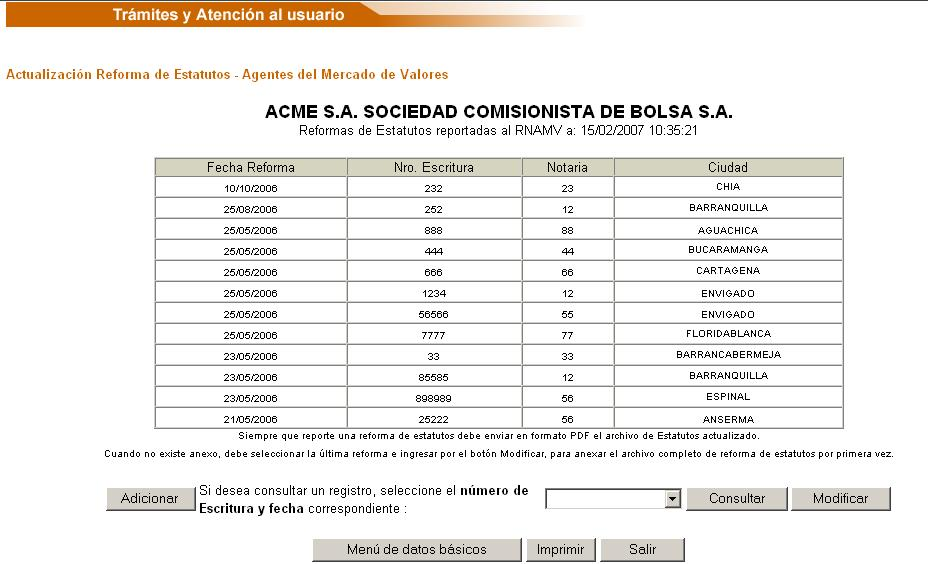 Trámites y Atención al usuario
Actualización Reforma de Estatutos - Agentes del Mercado de Valores
ACME S.A. SOCIEDAD COMISIONISTA DE BOLSA S.A.
Reformas de Estatutos reportadas al RNAMV a: 15/02/2007 10:35:21
Fecha Reforma Nro. Escritura Notaria Ciudad
10/10/2006 232 23 CHIA
25/08/2006 252 12 BARRANQUILLA
25/05/2006 888 88 AGUACHICA
25/05/2006 444 44 BUCARAMANGA
25/05/2006 666 66 CARTAGENA
25/05/2006 1234 12 ENVIGADO
25/05/2006 56566 55 ENVIGADO
25/05/2006 7777 77 FLORIDABLANCA
23/05/2006 33 33 BARRANCABERMEJA
23/05/2006 85585 12 BARRANQUILLA
23/05/2006 898989 56 ESPINAL
21/05/2006 25222 56 ANSERMA
Siempre que reporte una reforma de estatutos debe enviar en formato PDF el archivo de Estatutos actualizado.
Cuando no existe anexo, debe seleccionar la última reforma e ingresar por el botón Modificar, para anexar el archivo completo de reforma de estatutos por primera vez.
Adicionar Si desea consultar un registro, seleccione el número de Consultar Modificar
Escritura y fecha correspondiente :
Menú de datos básicos Imprimir Salir